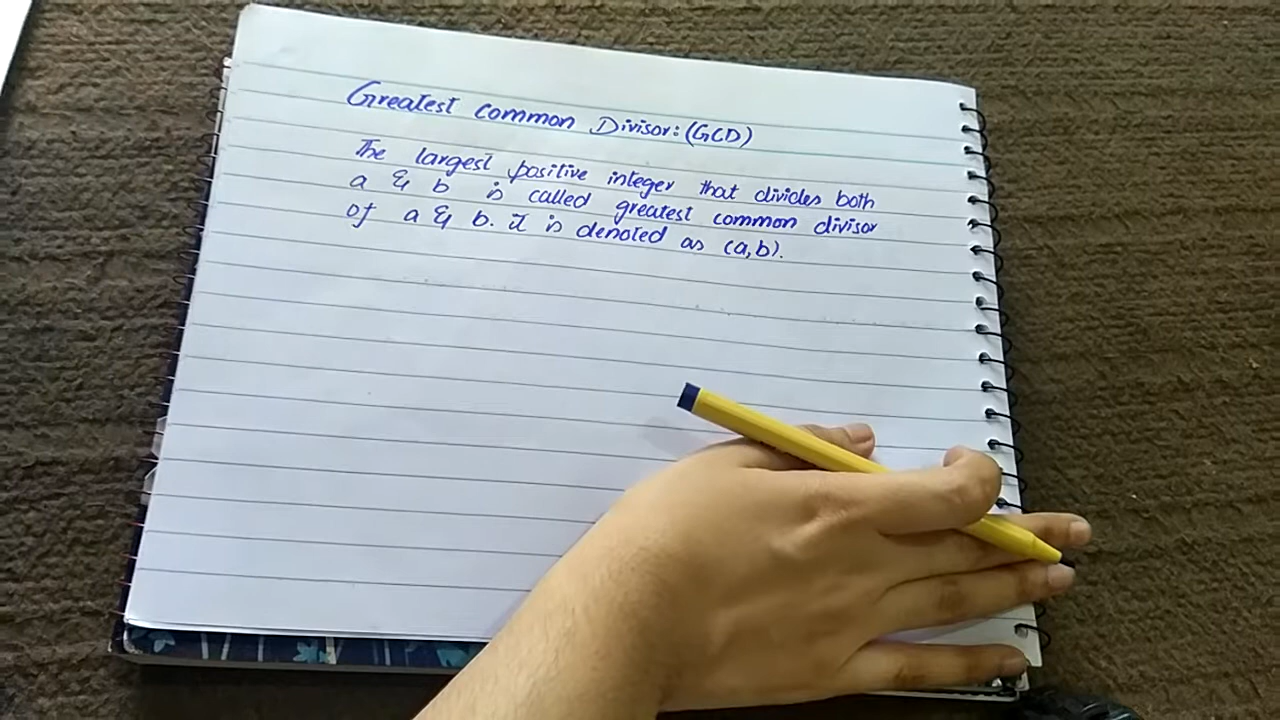 Greatest Common Divisor: (GCD)
The largest positive integer that divides both
a & b is called greatest common divisor
of a & b. it is denoted as (a,b).